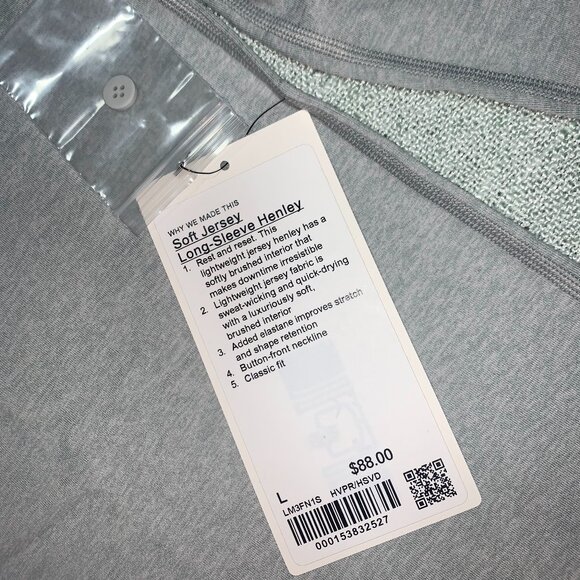 WHY WE MADE THIS
Soft Jersey
Long-Sleeve Henley
1. Rest and reset. This
lightweight jersey henley has a
softly brushed interior that
makes downtime irresistible
2. Lightweight jersey fabric is
sweat-wicking and quick-drying
with a luxuriously soft,
brushed interior
3. Added elastane improves stretch
and shape retention
4. Button-front neckline
5. Classic fit
L $88.00
LM3FN1S HVPR/HSVD
000153832527